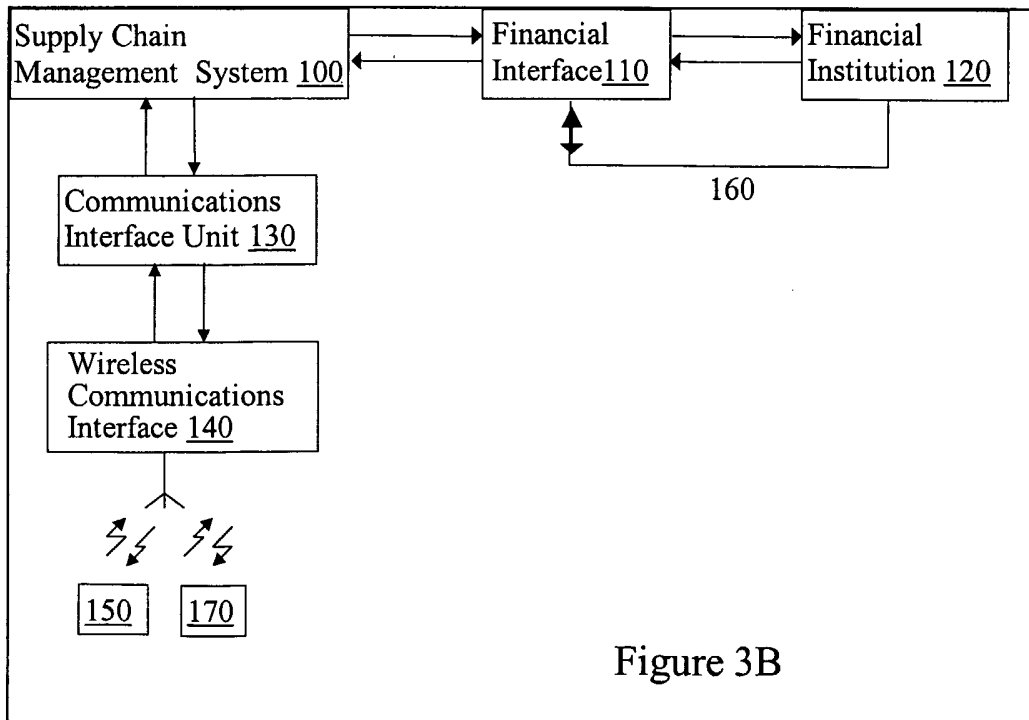 Supply Chain
Management System 100
Financial
Interface110
Financial
Institution 120
160
Communications
Interface Unit 130
Wireless
Communications
Interface 140
150
170
Figure 3B